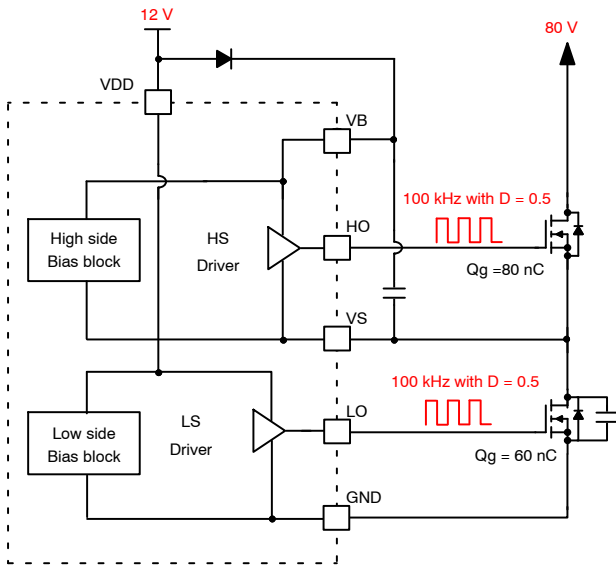 12 V
80 V
VDD
VB
100 kHz with D = 0.5
HO
High side
Bias block
HS
Driver
Qg =80 nC
VS
100 kHz with D = 0.5
LO
Low side
Bias block
LS
Driver
Qg = 60 nC
GND